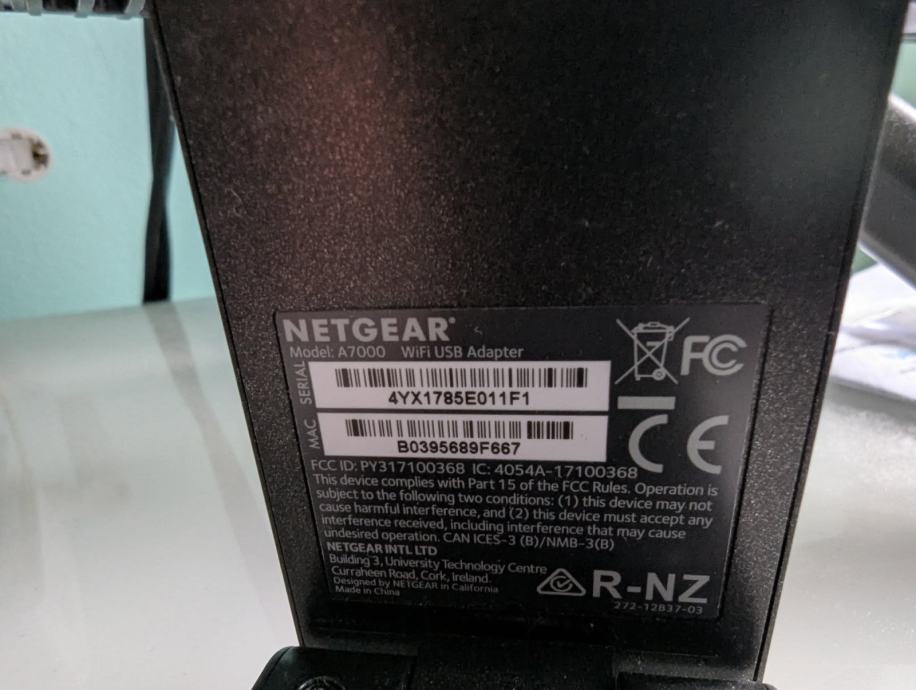 NETGEAR®
Model: A7000 WiFi USB Adapter
SERIAL
4YX1785E011F1
MAC
B0395689F667
FC
CE
FCC ID: PY317100368 IC: 4054A-17100368
This device complies with Part 15 of the FCC Rules. Operation is
subject to the following two conditions: (1) this device may not
cause harmful interference, and (2) this device must accept any
interference received, including interference that may cause
undesired operation. CAN ICES-3 (B)/NMB-3(B)
NETGEAR INTL LTD
Building 3, University Technology Centre
Curraheen Road, Cork, Ireland.
Designed by NETGEAR in California
Made in China
R-NZ
272-12837-03